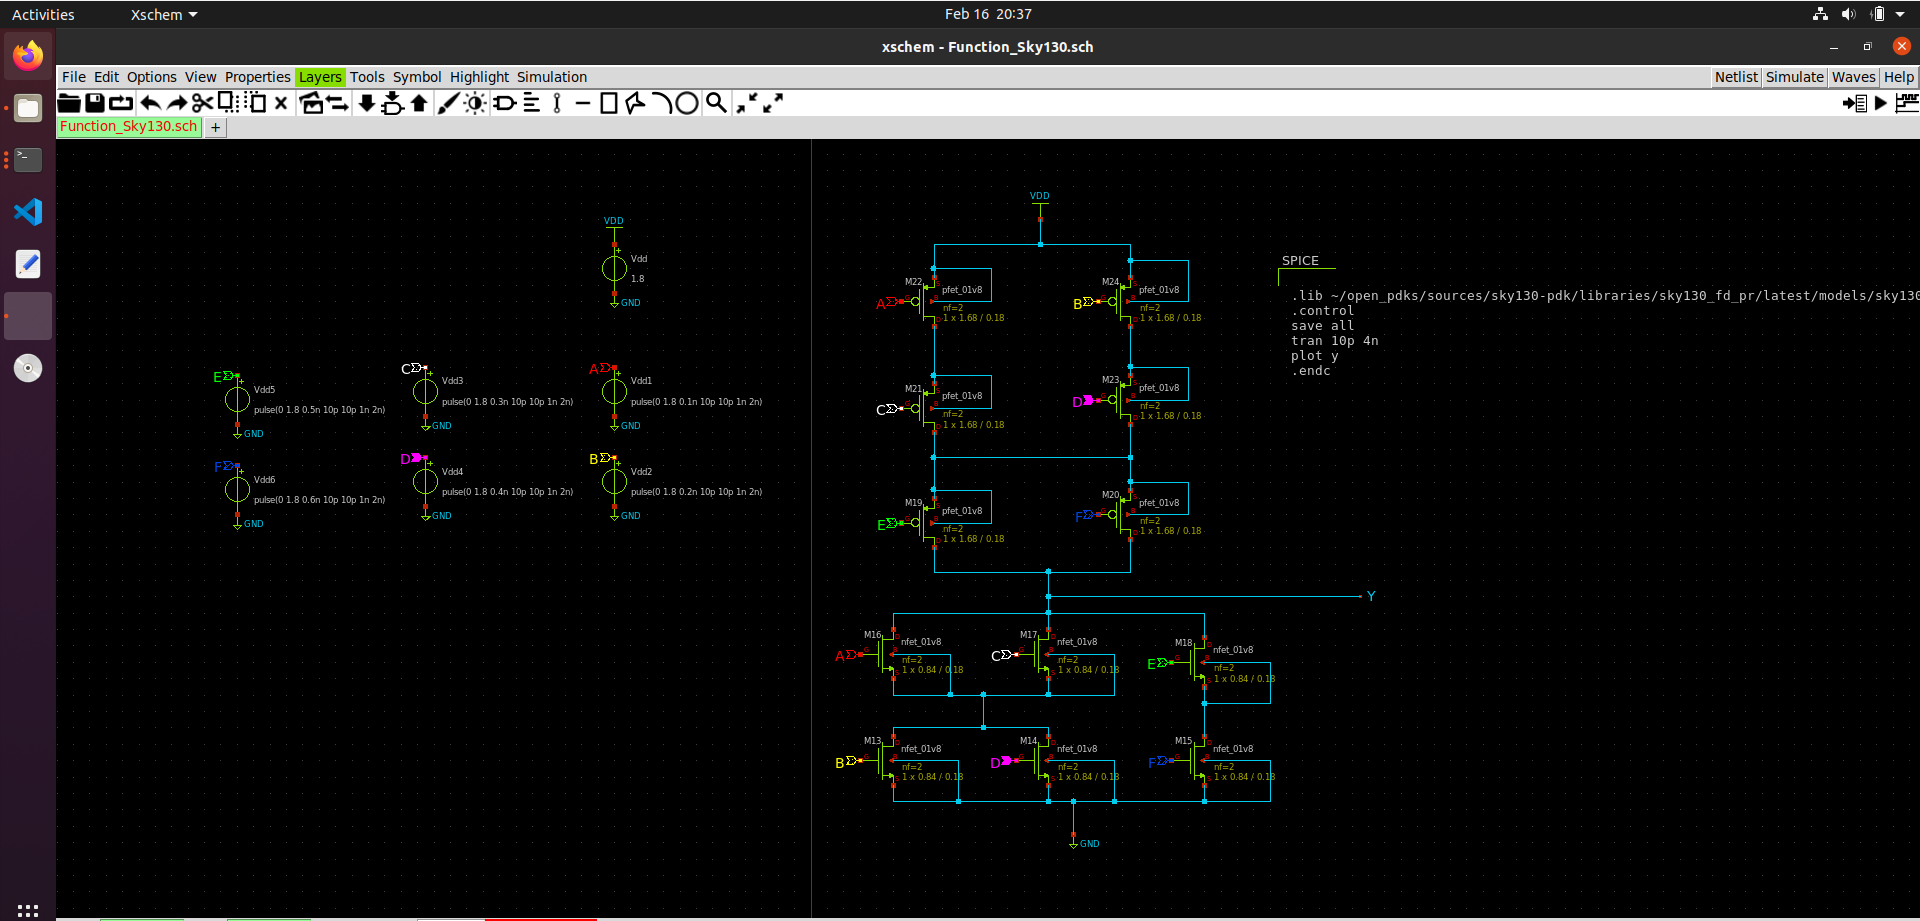 Activities
Xschem
Feb 16 20:37
xschem - Function_Sky130.sch
File Edit Options View Properties Layers Tools Symbol Highlight Simulation
Netlist Simulate Waves Help
Function_Sky130.sch
+
VDD
Vdd
1.8
GND
E
Vdd5
pulse(0 1.8 0.5n 10p 10p 1n 2n)
GND
C
Vdd3
pulse(0 1.8 0.3n 10p 10p 1n 2n)
GND
A
Vdd1
pulse(0 1.8 0.1n 10p 10p 1n 2n)
GND
F
Vdd6
pulse(0 1.8 0.6n 10p 10p 1n 2n)
GND
D
Vdd4
pulse(0 1.8 0.4n 10p 10p 1n 2n)
GND
B
Vdd2
pulse(0 1.8 0.2n 10p 10p 1n 2n)
GND
VDD
M22
A
pfet_01v8
nf=2
1 x 1.68 / 0.18
M24
B
pfet_01v8
nf=2
1 x 1.68 / 0.18
M21
C
pfet_01v8
nf=2
1 x 1.68 / 0.18
M23
D
pfet_01v8
nf=2
1 x 1.68 / 0.18
M19
E
pfet_01v8
nf=2
1 x 1.68 / 0.18
M20
F
pfet_01v8
nf=2
1 x 1.68 / 0.18
Y
M16
A
nfet_01v8
nf=2
1 x 0.84 / 0.18
M17
C
nfet_01v8
nf=2
1 x 0.84 / 0.18
M18
E
nfet_01v8
nf=2
1 x 0.84 / 0.18
M13
B
nfet_01v8
nf=2
1 x 0.84 / 0.18
M14
D
nfet_01v8
nf=2
1 x 0.84 / 0.18
M15
F
nfet_01v8
nf=2
1 x 0.84 / 0.18
GND
SPICE
.lib ~/open_pdks/sources/sky130-pdk/libraries/sky130_fd_pr/latest/models/sky130
.control
save all
tran 10p 4n
plot y
.endc